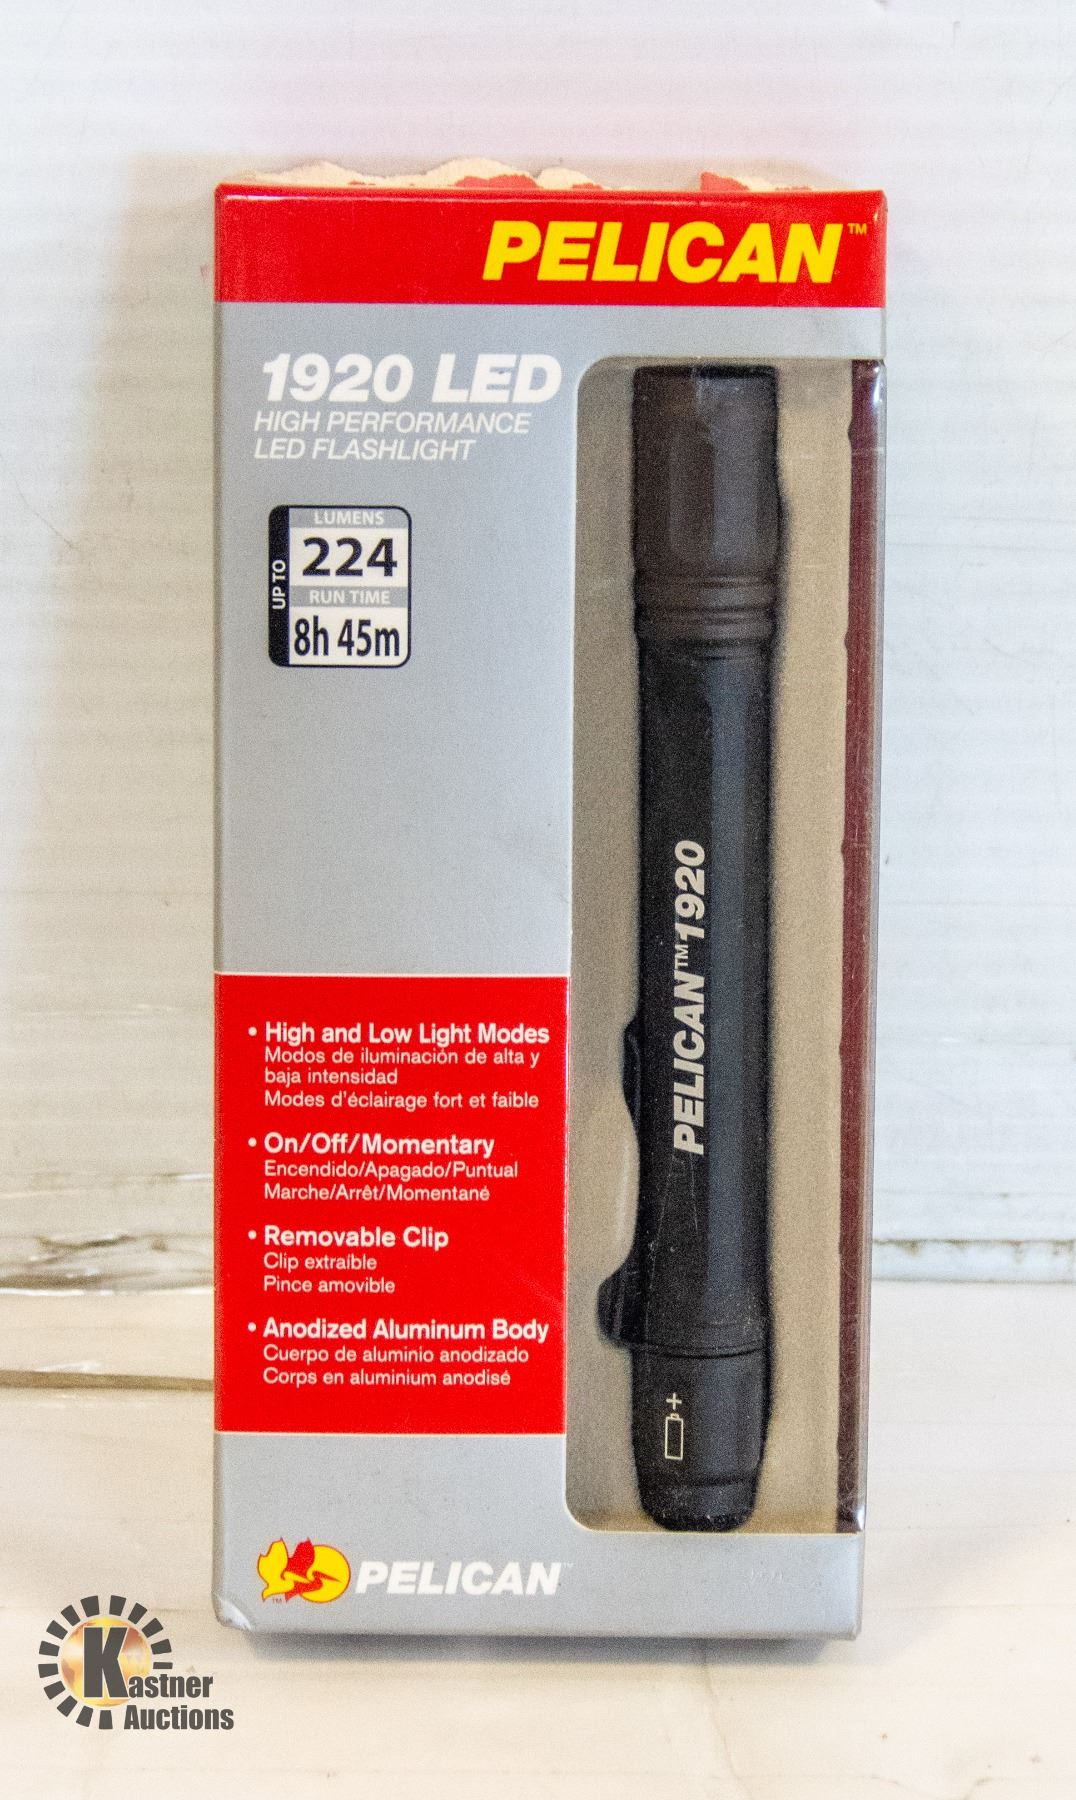 PELICAN™
1920 LED
HIGH PERFORMANCE
LED FLASHLIGHT
UP TO
LUMENS
224
RUN TIME
8h 45m
PELICAN™1920
• High and Low Light Modes
Modos de iluminación de alta y
baja intensidad
Modes d'éclairage fort et faible
• On/Off/Momentary
Encendido/Apagado/Puntual
Marche/Arrêt/Momentané
• Removable Clip
Clip extraíble
Pince amovible
• Anodized Aluminum Body
Cuerpo de aluminio anodizado
Corps en aluminium anodisé
+
™
PELICAN™
Kastner
Auctions